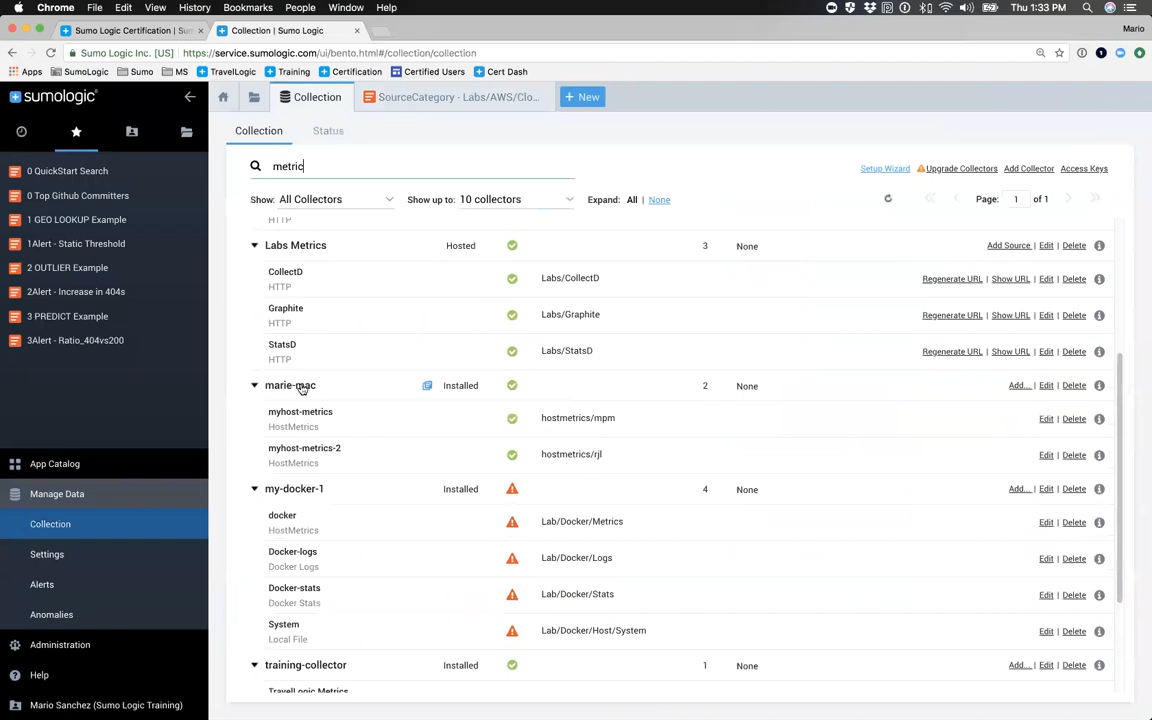 Chrome File Edit View History Bookmarks People Window Help Thu 1:33 PM
Sumo Logic Certification | Sum Collection | Sumo Logic Mario
Sumo Logic Inc. [US] https://service.sumologic.com/ui/bento.html#/collection/collection
Apps SumoLogic Sumo MS TravelLogic Training Certification Certified Users Cert Dash
sumologic Collection SourceCategory - Labs/AWS/Clo... + New
Collection Status
metric
Setup Wizard Upgrade Collectors Add Collector Access Keys
Show: All Collectors Show up to: 10 collectors Expand: All | None Page: 1 of 1
0 QuickStart Search
0 Top Github Committers
1 GEO LOOKUP Example
1Alert - Static Threshold
2 OUTLIER Example
2Alert - Increase in 404s
3 PREDICT Example
3Alert - Ratio_404vs200
App Catalog
Manage Data
Collection
Settings
Alerts
Anomalies
Administration
Help
Mario Sanchez (Sumo Logic Training)
HTTP
Labs Metrics Hosted 3 None Add Source | Edit | Delete
CollectD Labs/CollectD Regenerate URL | Show URL | Edit | Delete
HTTP
Graphite Labs/Graphite Regenerate URL | Show URL | Edit | Delete
HTTP
StatsD Labs/StatsD Regenerate URL | Show URL | Edit | Delete
HTTP
marie-mac Installed 2 None Add... | Edit | Delete
myhost-metrics hostmetrics/mpm Edit | Delete
HostMetrics
myhost-metrics-2 hostmetrics/rjl Edit | Delete
HostMetrics
my-docker-1 Installed 4 None Add... | Edit | Delete
docker Lab/Docker/Metrics Edit | Delete
HostMetrics
Docker-logs Lab/Docker/Logs Edit | Delete
Docker Logs
Docker-stats Lab/Docker/Stats Edit | Delete
Docker Stats
System Lab/Docker/Host/System Edit | Delete
Local File
training-collector Installed 1 None Add... | Edit | Delete
TravelLogic Metrics